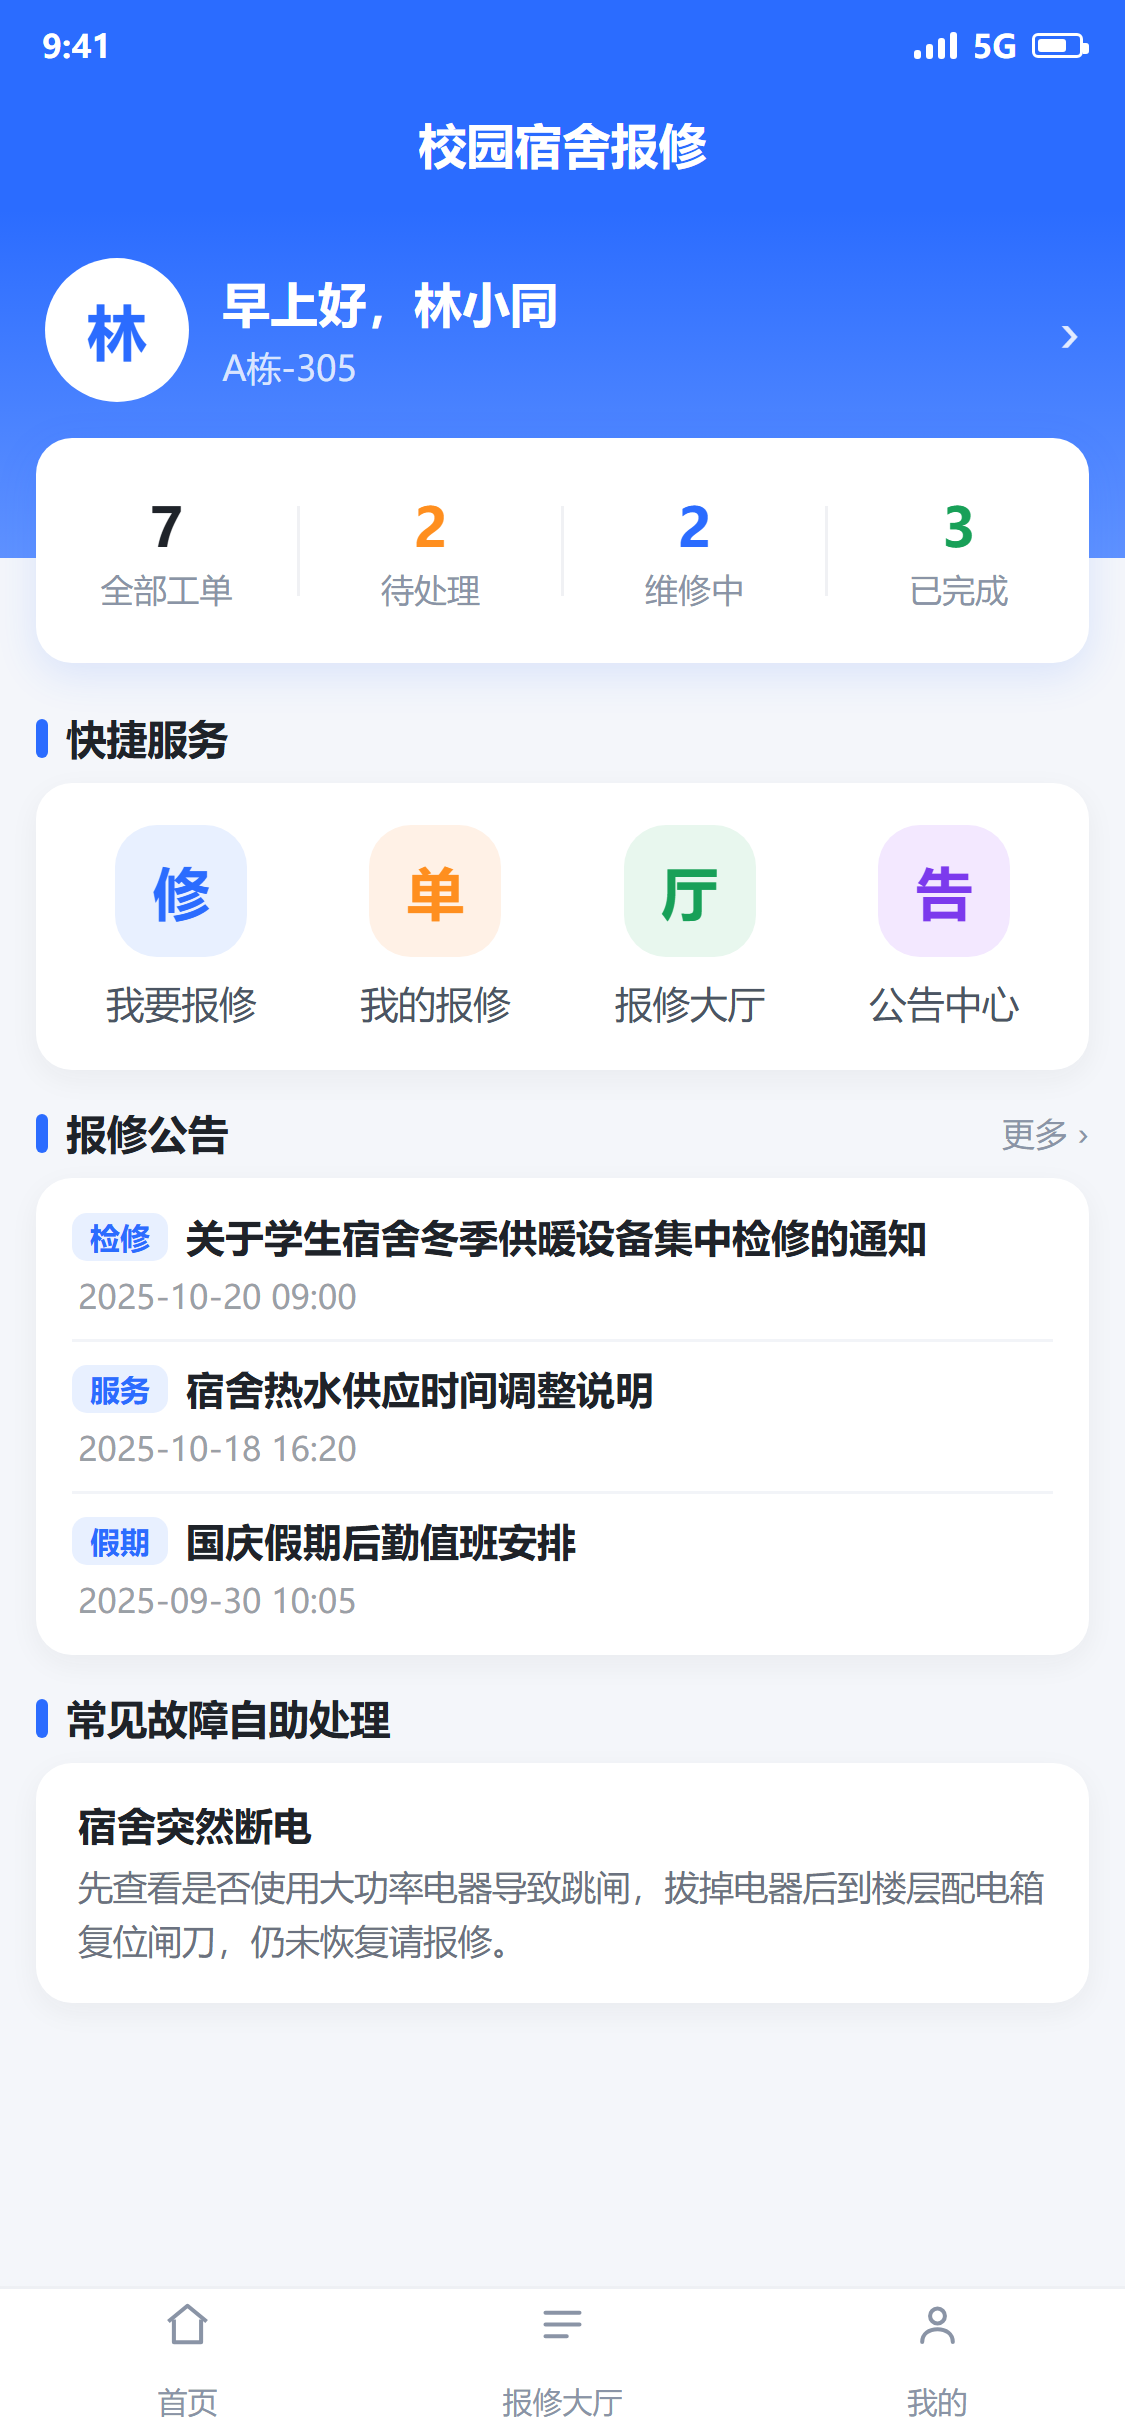 9:41 5G
校园宿舍报修
林
早上好，林小同
A栋-305
›
7 2 2 3
全部工单 待处理 维修中 已完成
快捷服务
修 单 厅 告
我要报修 我的报修 报修大厅 公告中心
报修公告 更多 ›
检修 关于学生宿舍冬季供暖设备集中检修的通知
2025-10-20 09:00
服务 宿舍热水供应时间调整说明
2025-10-18 16:20
假期 国庆假期后勤值班安排
2025-09-30 10:05
常见故障自助处理
宿舍突然断电
先查看是否使用大功率电器导致跳闸，拔掉电器后到楼层配电箱
复位闸刀，仍未恢复请报修。
首页 报修大厅 我的